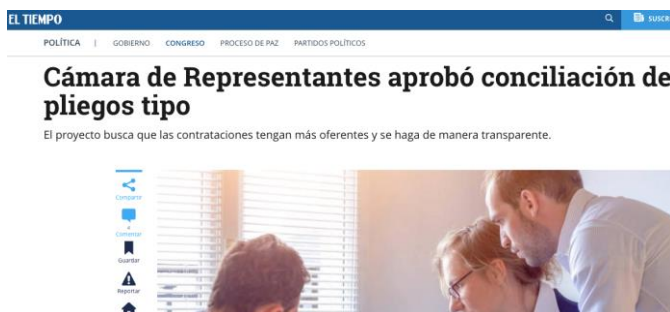 EL TIEMPO SUSCR
POLÍTICA | GOBIERNO CONGRESO PROCESO DE PAZ PARTIDOS POLÍTICOS
Cámara de Representantes aprobó conciliación de
pliegos tipo
El proyecto busca que las contrataciones tengan más oferentes y se haga de manera transparente.
Compartir
4
Comentar
Guardar
Reportar